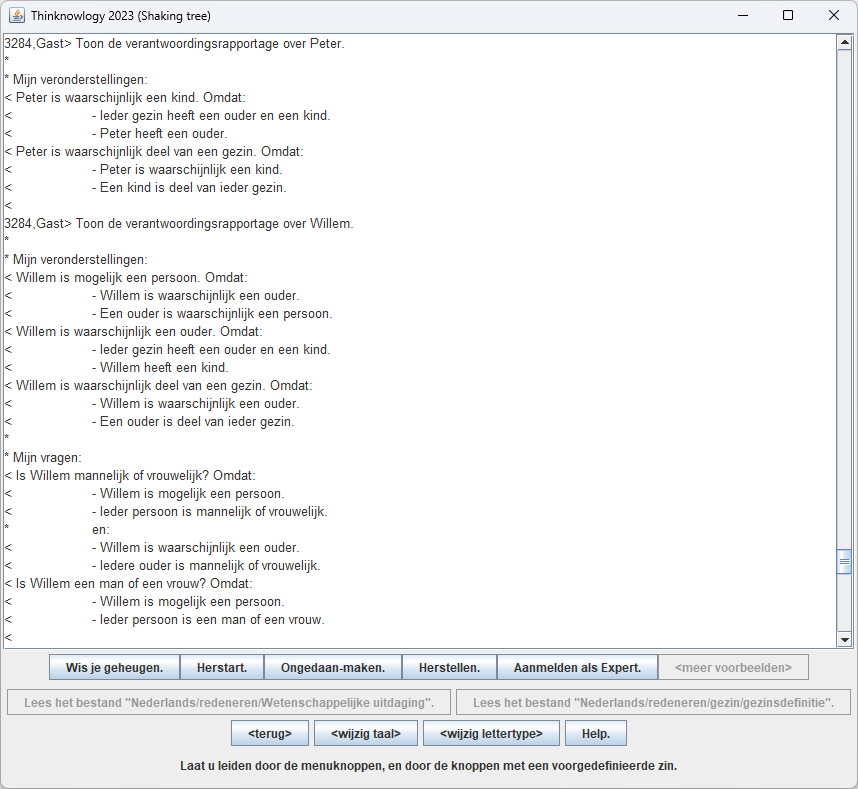 Thinknowlogy 2023 (Shaking tree)
3284,Gast> Toon de verantwoordingsrapportage over Peter.
*
* Mijn veronderstellingen:
< Peter is waarschijnlijk een kind. Omdat:
< - Ieder gezin heeft een ouder en een kind.
< - Peter heeft een ouder.
< Peter is waarschijnlijk deel van een gezin. Omdat:
< - Peter is waarschijnlijk een kind.
< - Een kind is deel van ieder gezin.
<
3284,Gast> Toon de verantwoordingsrapportage over Willem.
*
* Mijn veronderstellingen:
< Willem is mogelijk een persoon. Omdat:
< - Willem is waarschijnlijk een ouder.
< - Een ouder is waarschijnlijk een persoon.
< Willem is waarschijnlijk een ouder. Omdat:
< - Ieder gezin heeft een ouder en een kind.
< - Willem heeft een kind.
< Willem is waarschijnlijk deel van een gezin. Omdat:
< - Willem is waarschijnlijk een ouder.
< - Een ouder is deel van ieder gezin.
*
* Mijn vragen:
< Is Willem mannelijk of vrouwelijk? Omdat:
< - Willem is mogelijk een persoon.
< - Ieder persoon is mannelijk of vrouwelijk.
* en:
< - Willem is waarschijnlijk een ouder.
< - Iedere ouder is mannelijk of vrouwelijk.
< Is Willem een man of een vrouw? Omdat:
< - Willem is mogelijk een persoon.
< - Ieder persoon is een man of een vrouw.
<
Wis je geheugen. Herstart. Ongedaan-maken. Herstellen. Aanmelden als Expert. <meer voorbeelden>
Lees het bestand "Nederlands/redeneren/Wetenschappelijke uitdaging". Lees het bestand "Nederlands/redeneren/gezin/gezinsdefinitie".
<terug> <wijzig taal> <wijzig lettertype> Help.
Laat u leiden door de menuknoppen, en door de knoppen met een voorgedefinieerde zin.